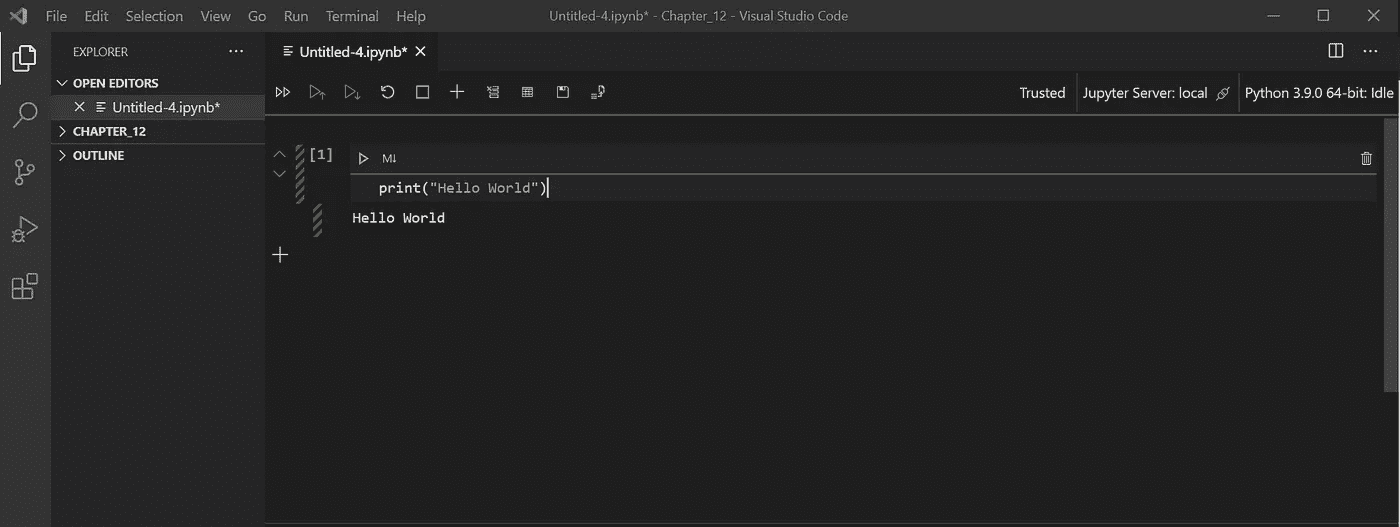 File Edit Selection View Go Run Terminal Help
Untitled-4.ipynb* - Chapter_12 - Visual Studio Code
EXPLORER
Untitled-4.ipynb*
OPEN EDITORS
Untitled-4.ipynb*
CHAPTER_12
OUTLINE
Trusted
Jupyter Server: local
Python 3.9.0 64-bit: Idle
[1]
M↓
print("Hello World")
Hello World